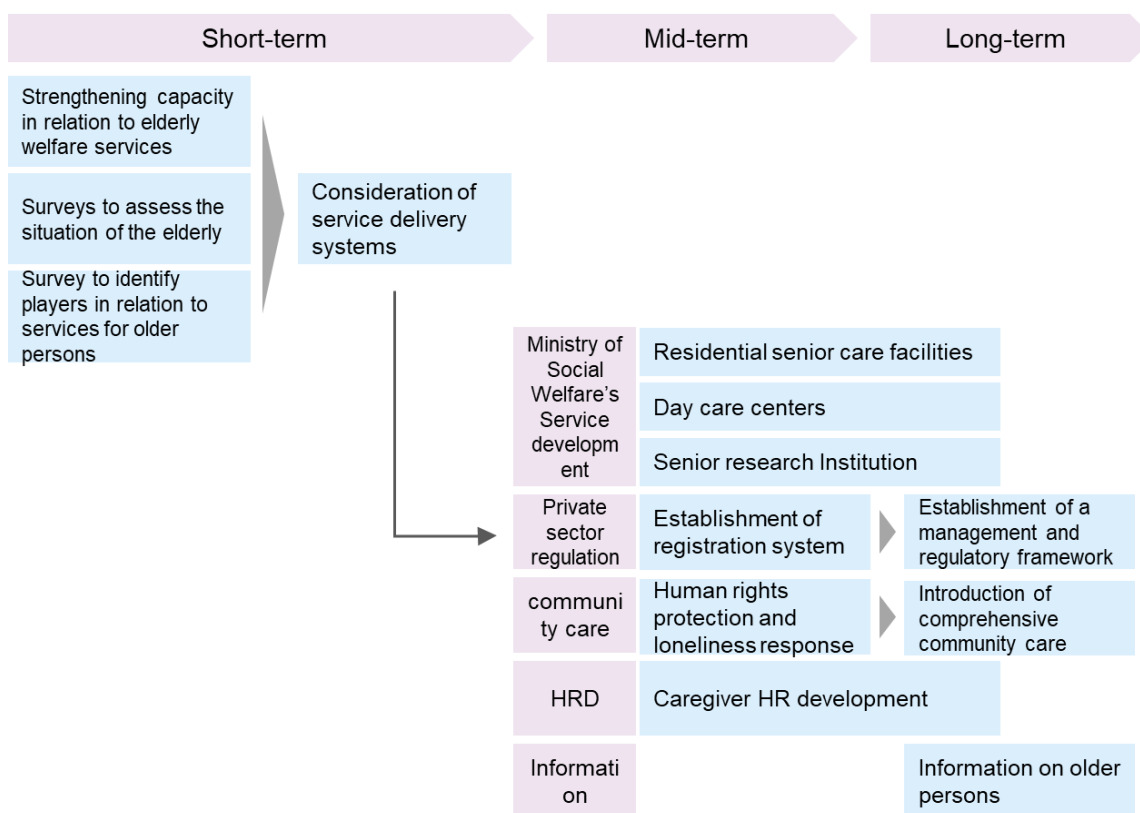 Short-term
Mid-term
Long-term
Strengthening capacity
in relation to elderly
welfare services
Surveys to assess the
situation of the elderly
Survey to identify
players in relation to
services for older
persons
Consideration of
service delivery
systems
Ministry of
Social
Welfare’s
Service
developm
ent
Residential senior care facilities
Day care centers
Senior research Institution
Private
sector
regulation
Establishment of
registration system
Establishment of a
management and
regulatory framework
communi
ty care
Human rights
protection and
loneliness response
Introduction of
comprehensive
community care
HRD
Caregiver HR development
Informati
on
Information on older
persons